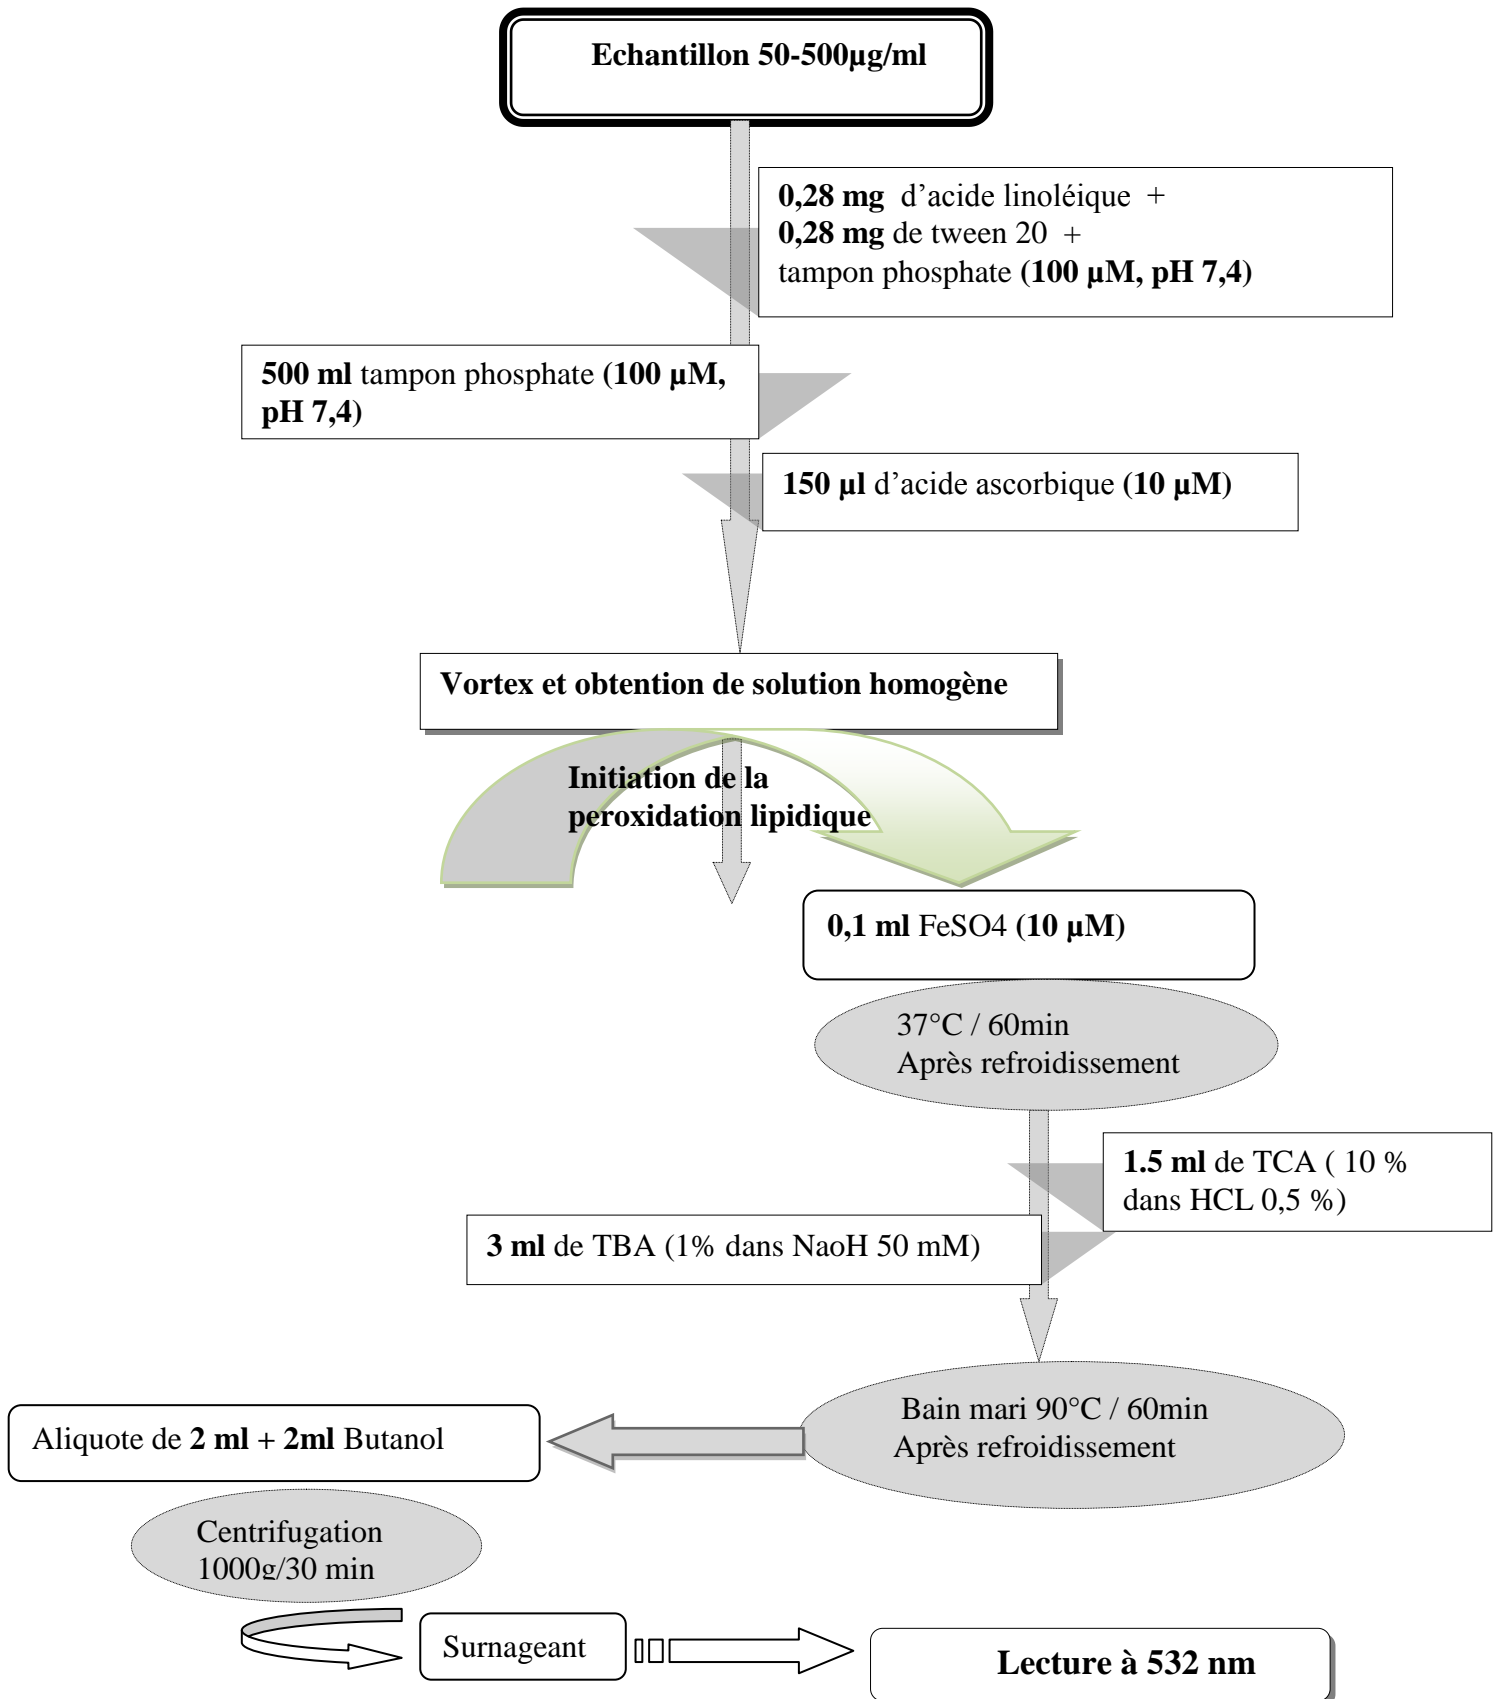 Echantillon 50-500µg/ml
0,28 mg d’acide linoléique +
0,28 mg de tween 20 +
tampon phosphate (100 µM, pH 7,4)
500 ml tampon phosphate (100 µM,
pH 7,4)
150 µl d’acide ascorbique (10 µM)
Vortex et obtention de solution homogène
Initiation de la
peroxidation lipidique
0,1 ml FeSO4 (10 µM)
37°C / 60min
Après refroidissement
1.5 ml de TCA ( 10 %
dans HCL 0,5 %)
3 ml de TBA (1% dans NaoH 50 mM)
Bain mari 90°C / 60min
Après refroidissement
Aliquote de 2 ml + 2ml Butanol
Centrifugation
1000g/30 min
Surnageant
Lecture à 532 nm